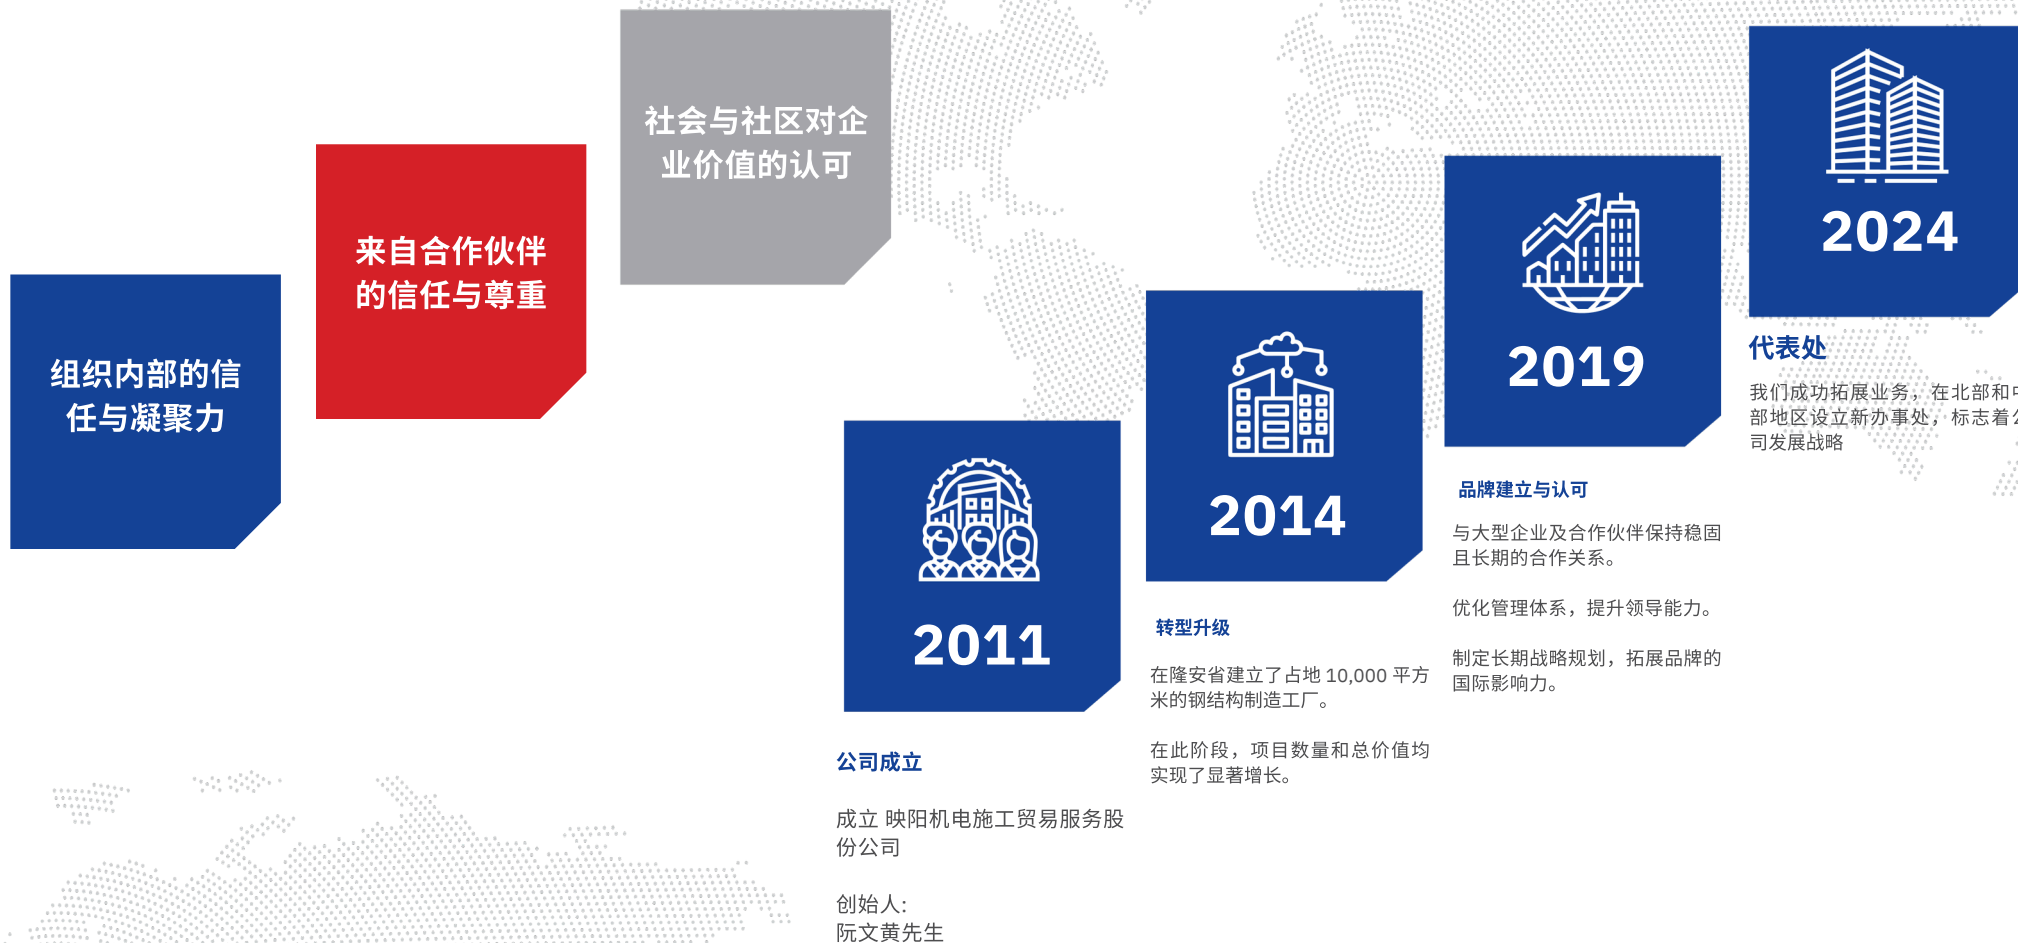 社会与社区对企
业价值的认可
来自合作伙伴
的信任与尊重
组织内部的信
任与凝聚力
2011
公司成立
成立 映阳机电施工贸易服务股
份公司
创始人:
阮文黄先生
2014
转型升级
在隆安省建立了占地 10,000 平方
米的钢结构制造工厂。
在此阶段，项目数量和总价值均
实现了显著增长。
2019
品牌建立与认可
与大型企业及合作伙伴保持稳固
且长期的合作关系。
优化管理体系，提升领导能力。
制定长期战略规划，拓展品牌的
国际影响力。
2024
代表处
我们成功拓展业务，在北部和中
部地区设立新办事处，标志着公
司发展战略